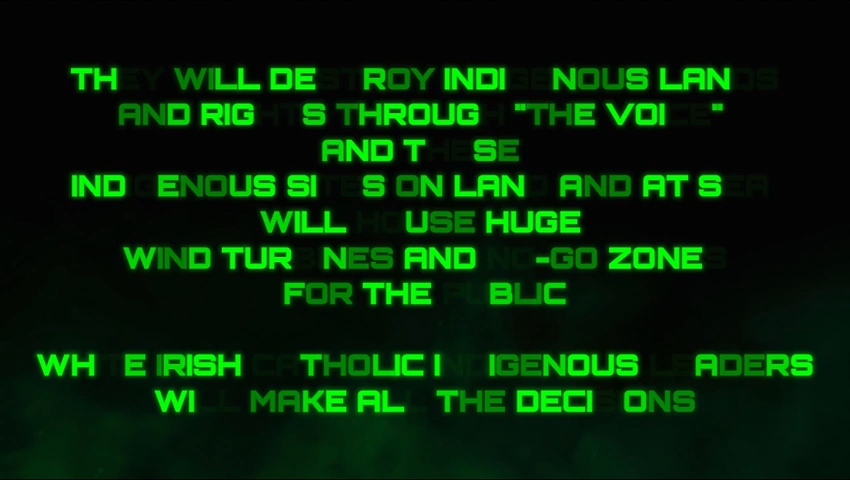 THEY WILL DESTROY INDIGENOUS LANDS
AND RIGHTS THROUGH "THE VOICE"
AND THESE
INDIGENOUS SITES ON LAND AND AT SEA
WILL HOUSE HUGE
WIND TURBINES AND NO-GO ZONES
FOR THE PUBLIC
WHITE IRISH CATHOLIC INDIGENOUS LEADERS
WILL MAKE ALL THE DECISIONS